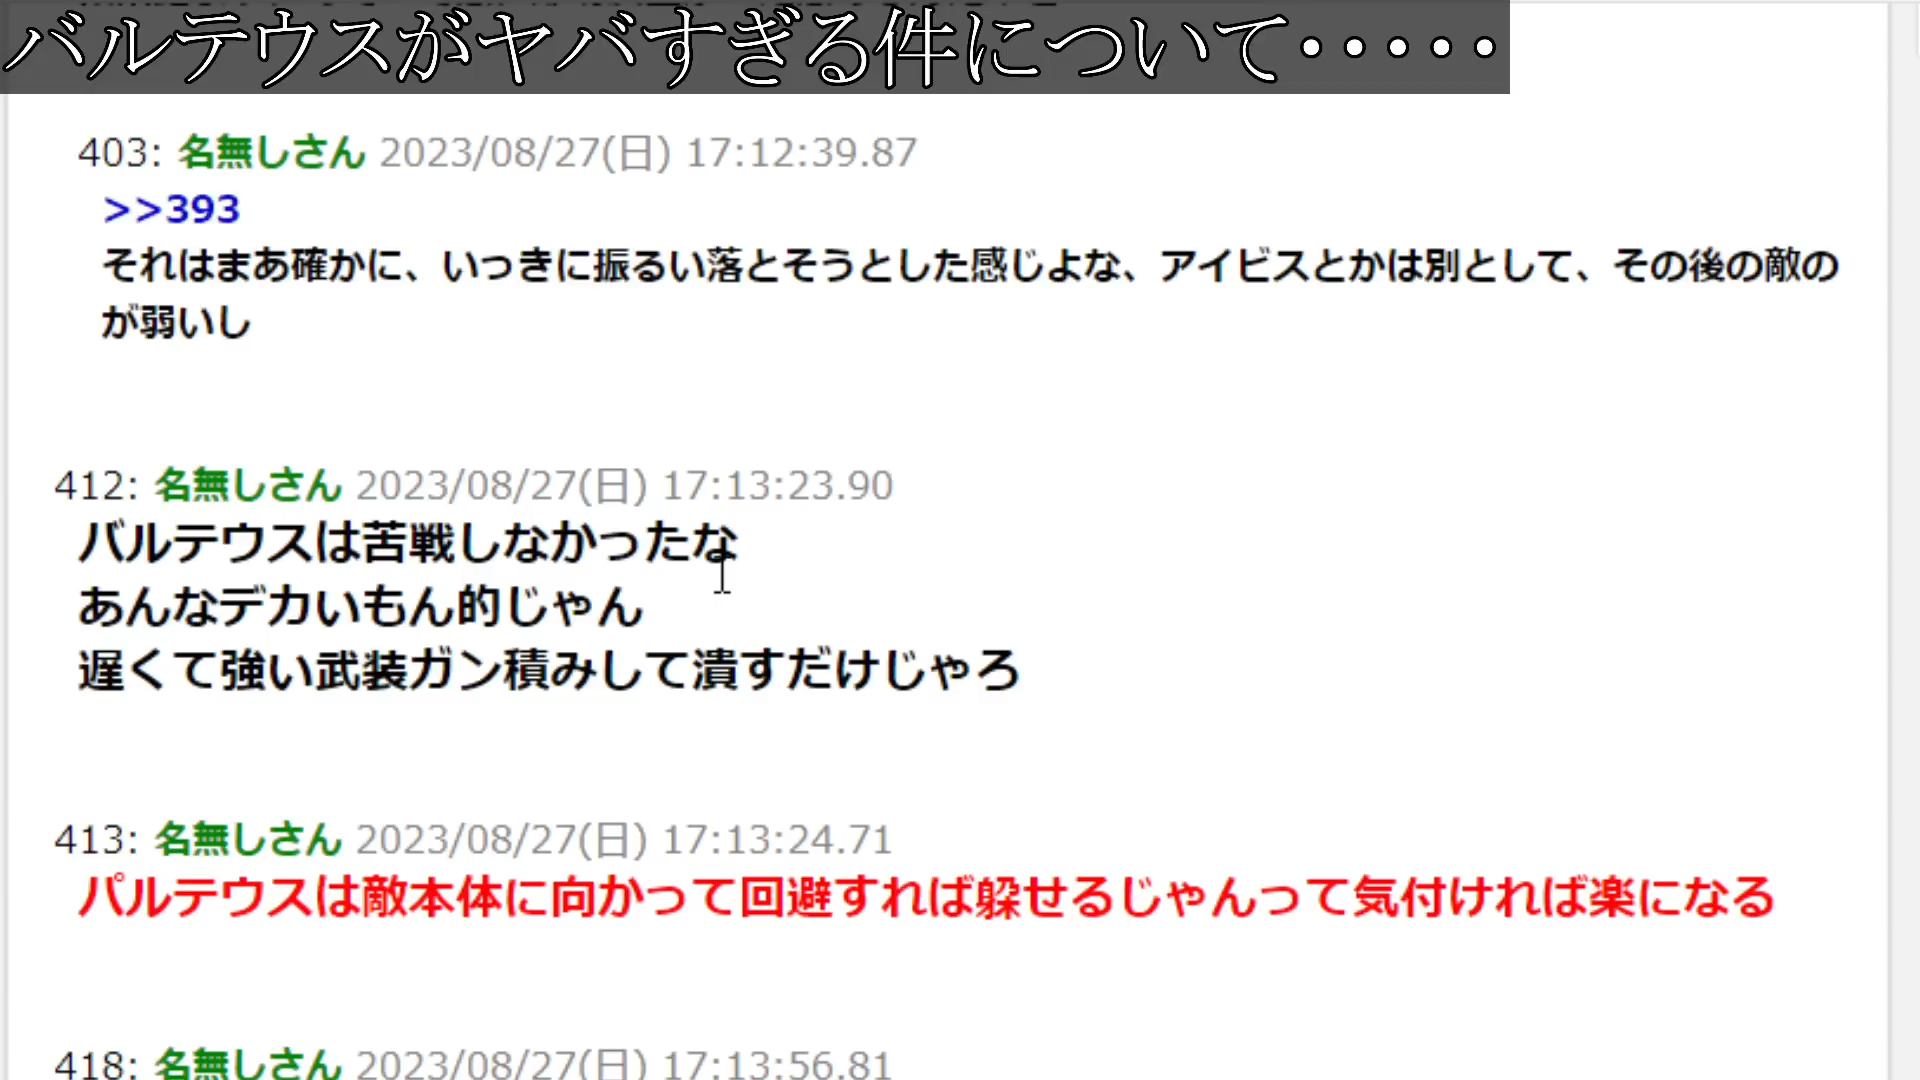 バルテウスがヤバすぎる件について・・・・・
403: 名無しさん 2023/08/27(日) 17:12:39.87
>>393
それはまあ確かに、いっきに振るい落とそうとした感じよな、アイビスとかは別として、その後の敵の
が弱いし
412: 名無しさん 2023/08/27(日) 17:13:23.90
バルテウスは苦戦しなかったな
あんなデカいもん的じゃん
遅くて強い武装ガン積みして潰すだけじゃろ
413: 名無しさん 2023/08/27(日) 17:13:24.71
パルテウスは敵本体に向かって回避すれば躱せるじゃんって気付ければ楽になる
418: 名無しさん 2023/08/27(日) 17:13:56.81